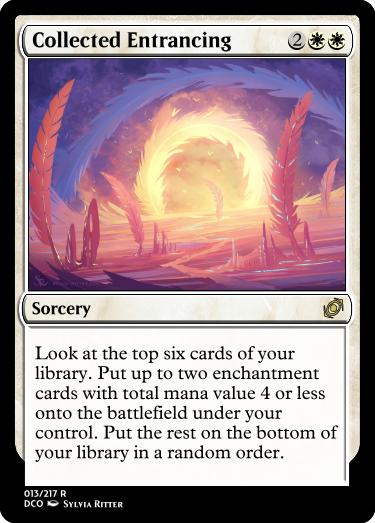 Collected Entrancing 2
Sorcery
Look at the top six cards of your
library. Put up to two enchantment
cards with total mana value 4 or less
onto the battlefield under your
control. Put the rest on the bottom of
your library in a random order.
013/217 R
DCO Sylvia Ritter